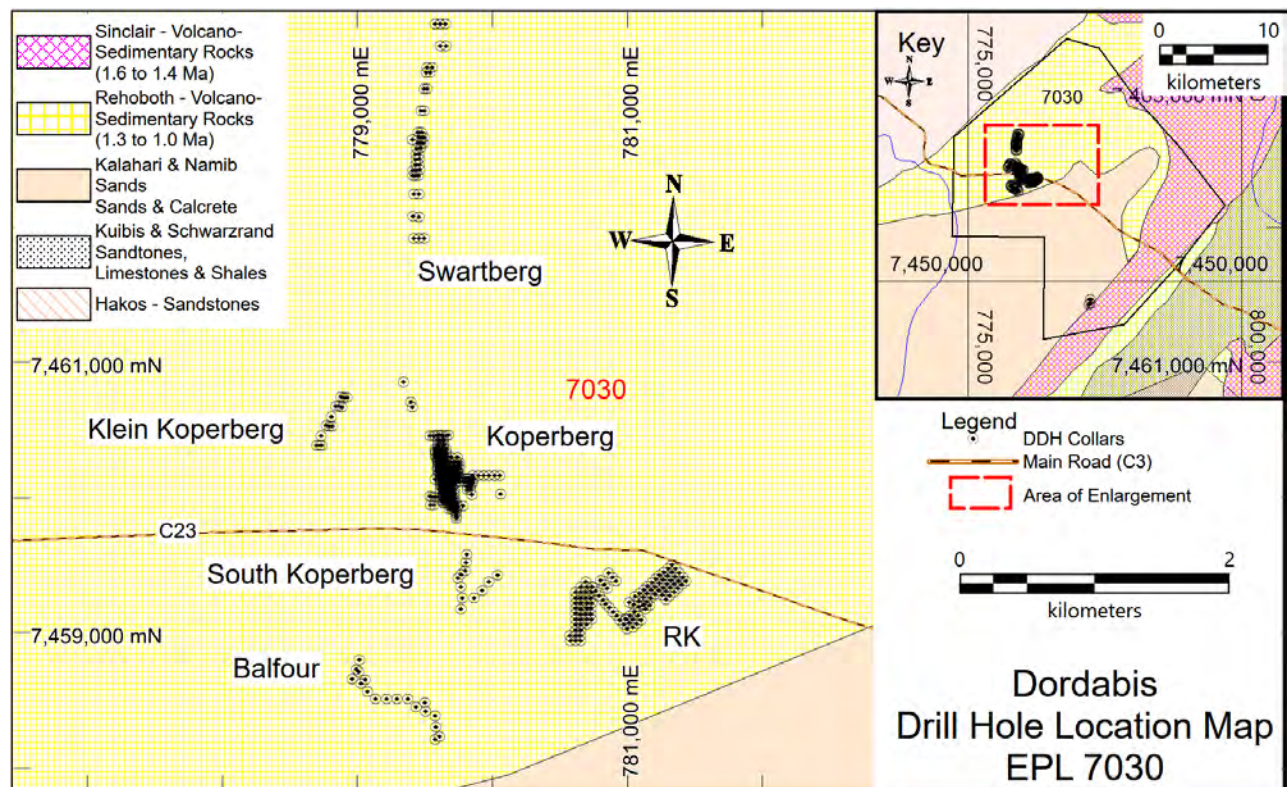 Sinclair - Volcano-
Sedimentary Rocks
(1.6 to 1.4 Ma)
Rehoboth - Volcano-
Sedimentary Rocks
(1.3 to 1.0 Ma)
Kalahari & Namib
Sands
Sands & Calcrete
Kuibis & Schwarzrand
Sandtones,
Limestones & Shales
Hakos - Sandstones
779,000 mE
781,000 mE
N
W E
S
Swartberg
7,461,000 mN
7030
Klein Koperberg
Koperberg
C23
South Koperberg
RK
7,459,000 mN
Balfour
781,000 mE
Key
N
W E
S
775,000
0 10
kilometers
7030
7,450,000
7,450,000
775,000
7,461,000 mN
800,000
Legend
DDH Collars
Main Road (C3)
Area of Enlargement
0 2
kilometers
Dordabis
Drill Hole Location Map
EPL 7030